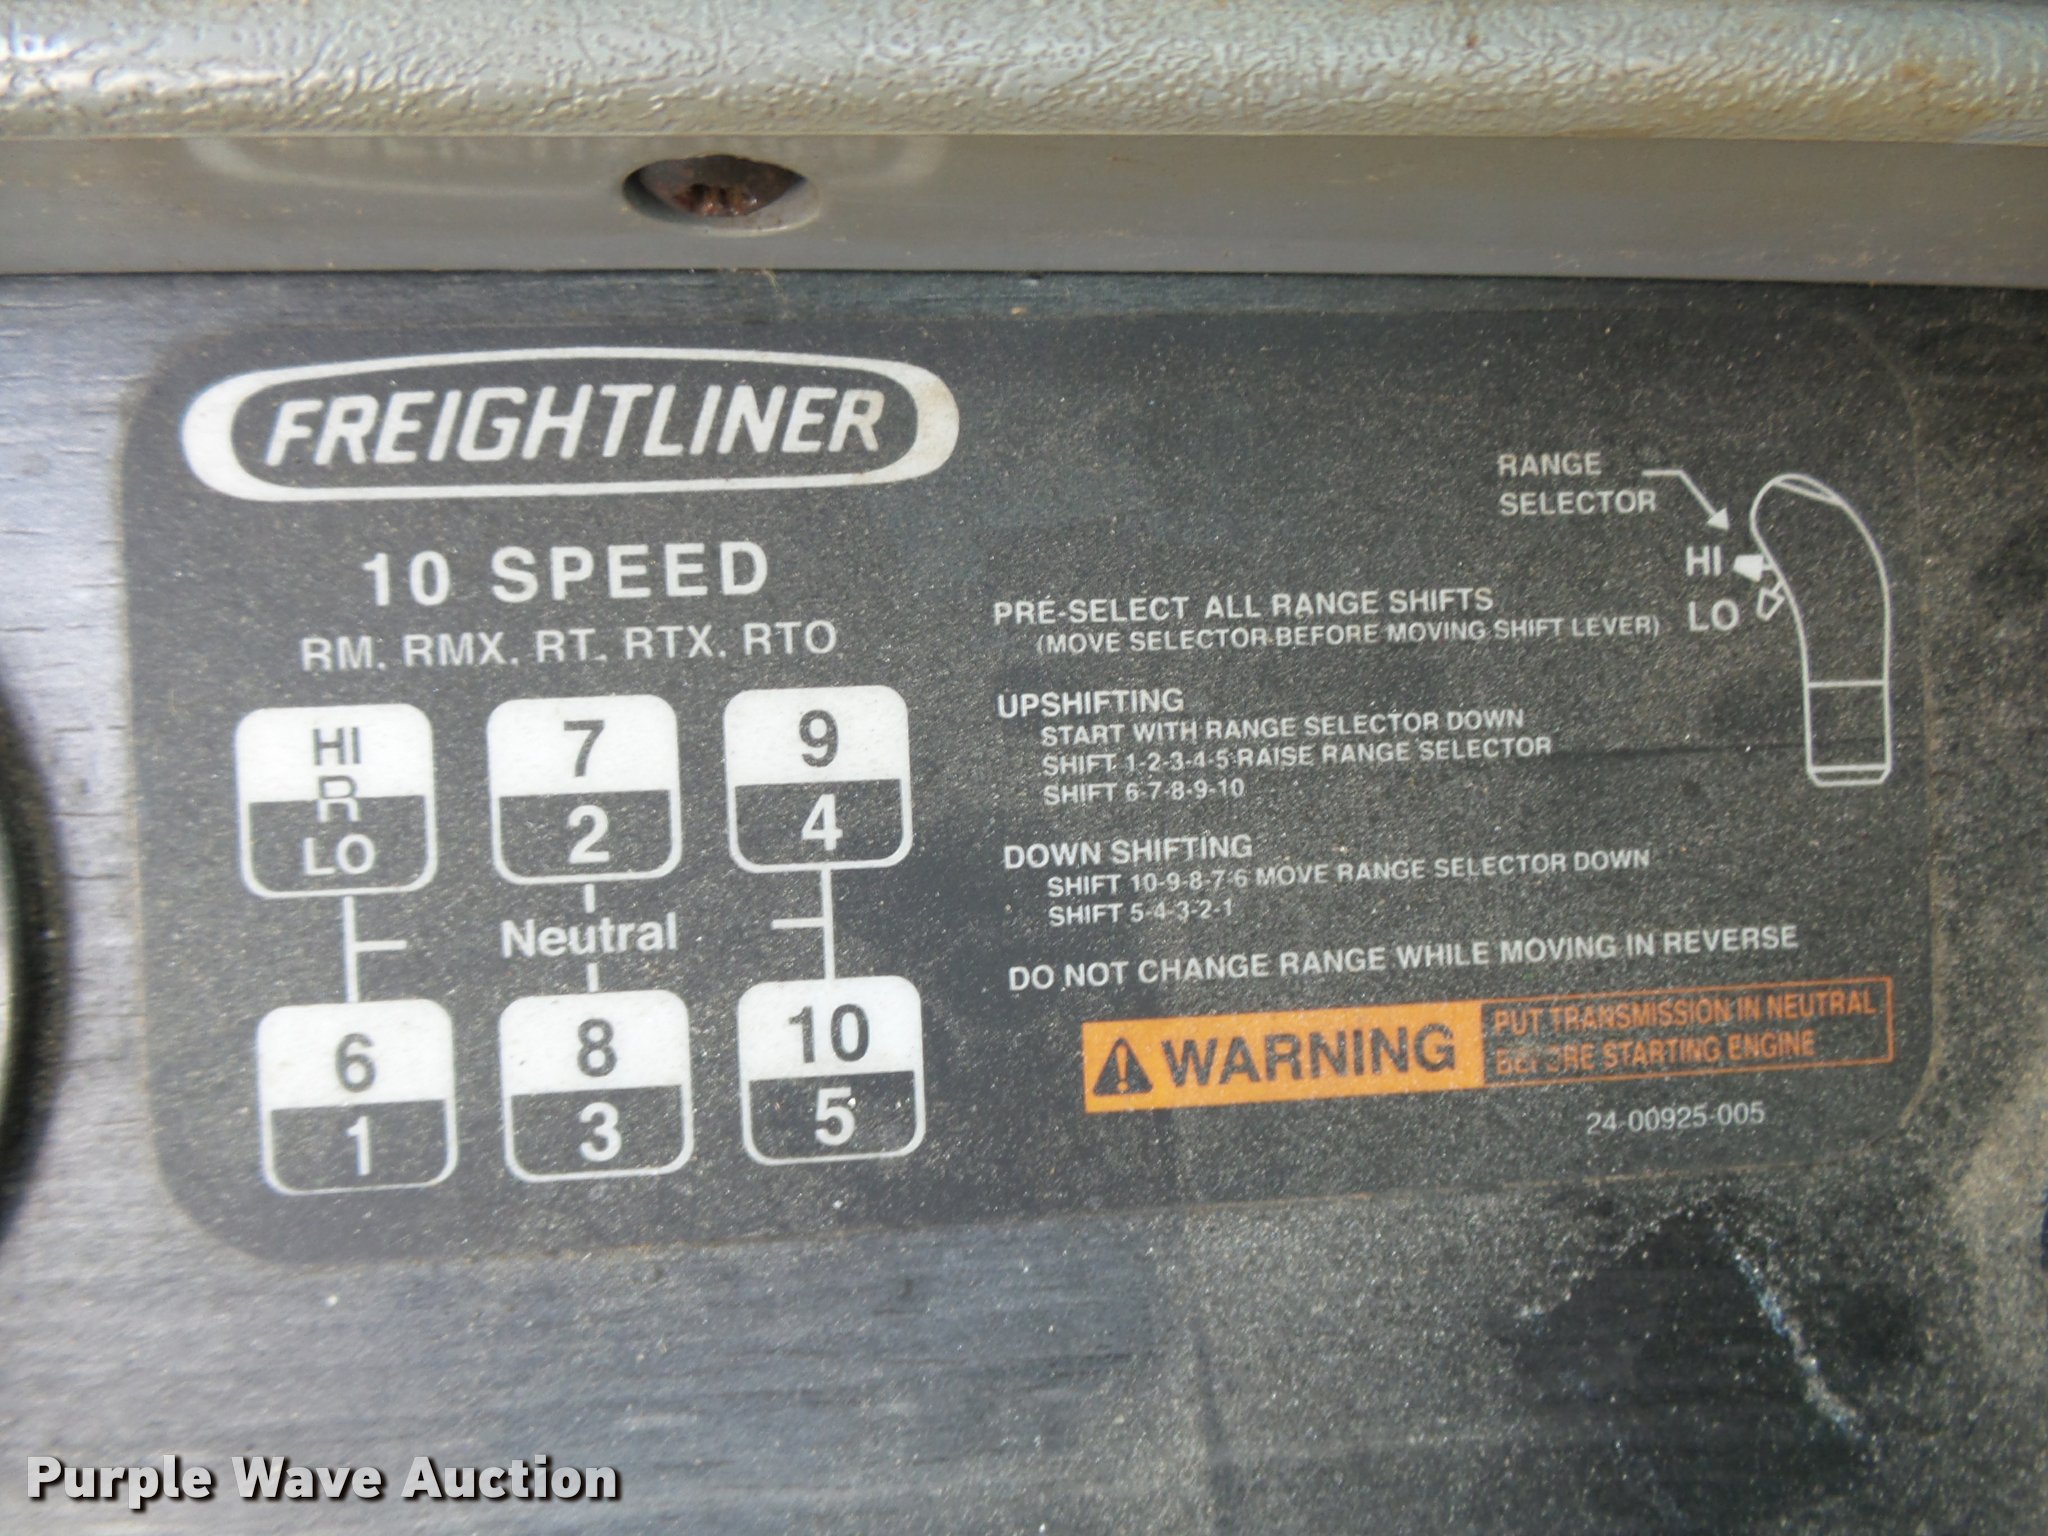 FREIGHTLINER
10 SPEED
RM, RMX, RT, RTX, RTO
HI
R
LO
7
2
9
4
Neutral
6
1
8
3
10
5
RANGE
SELECTOR
HI
LO
PRE-SELECT ALL RANGE SHIFTS
(MOVE SELECTOR BEFORE MOVING SHIFT LEVER)
UPSHIFTING
START WITH RANGE SELECTOR DOWN
SHIFT 1-2-3-4-5 RAISE RANGE SELECTOR
SHIFT 6-7-8-9-10
DOWN SHIFTING
SHIFT 10-9-8-7-6 MOVE RANGE SELECTOR DOWN
SHIFT 5-4-3-2-1
DO NOT CHANGE RANGE WHILE MOVING IN REVERSE
WARNING
PUT TRANSMISSION IN NEUTRAL
BEFORE STARTING ENGINE
24-00925-005
Purple Wave Auction